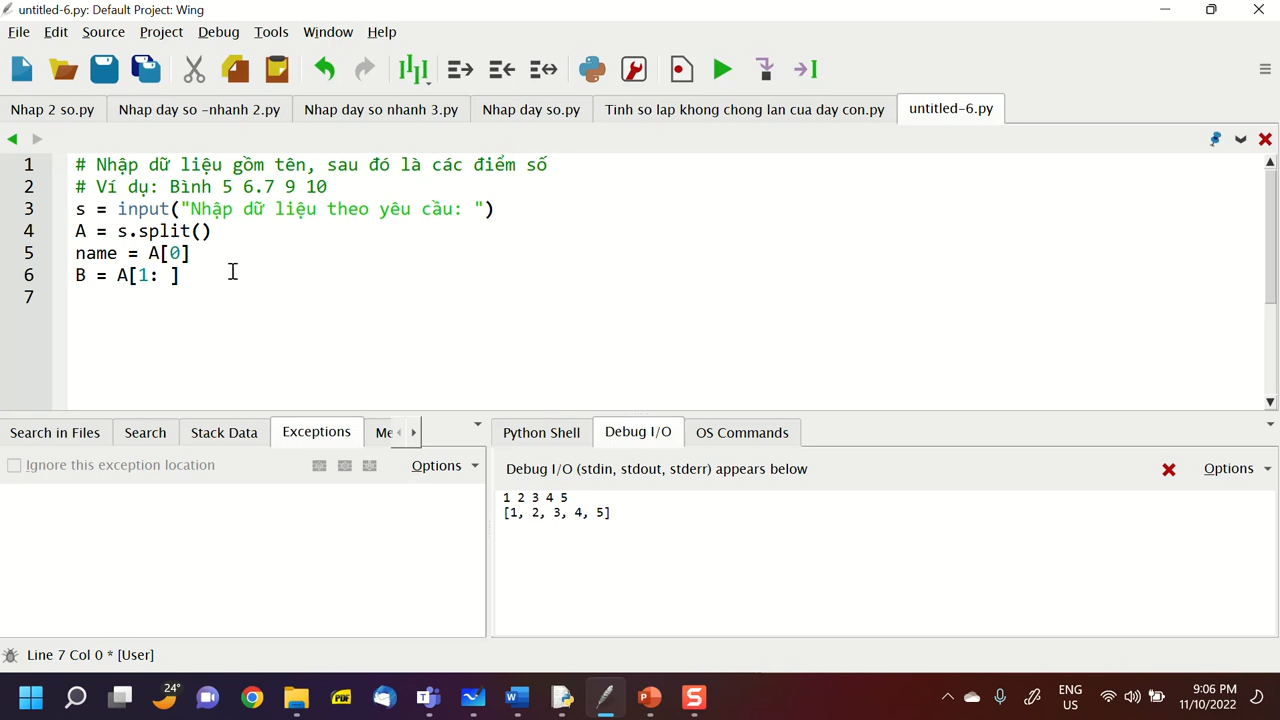 untitled-6.py: Default Project: Wing
File Edit Source Project Debug Tools Window Help
Nhap 2 so.py Nhap day so -nhanh 2.py Nhap day so nhanh 3.py Nhap day so.py Tinh so lap khong chong lan cua day con.py untitled-6.py
1 # Nhập dữ liệu gồm tên, sau đó là các điểm số
2 # Ví dụ: Bình 5 6.7 9 10
3 s = input("Nhập dữ liệu theo yêu cầu: ")
4 A = s.split()
5 name = A[0]
6 B = A[1: ]
7
Search in Files Search Stack Data Exceptions Me Python Shell Debug I/O OS Commands
Ignore this exception location Options Debug I/O (stdin, stdout, stderr) appears below Options
1 2 3 4 5
[1, 2, 3, 4, 5]
Line 7 Col 0 * [User]
24° PDF W P S ENG 9:06 PM
US 11/10/2022